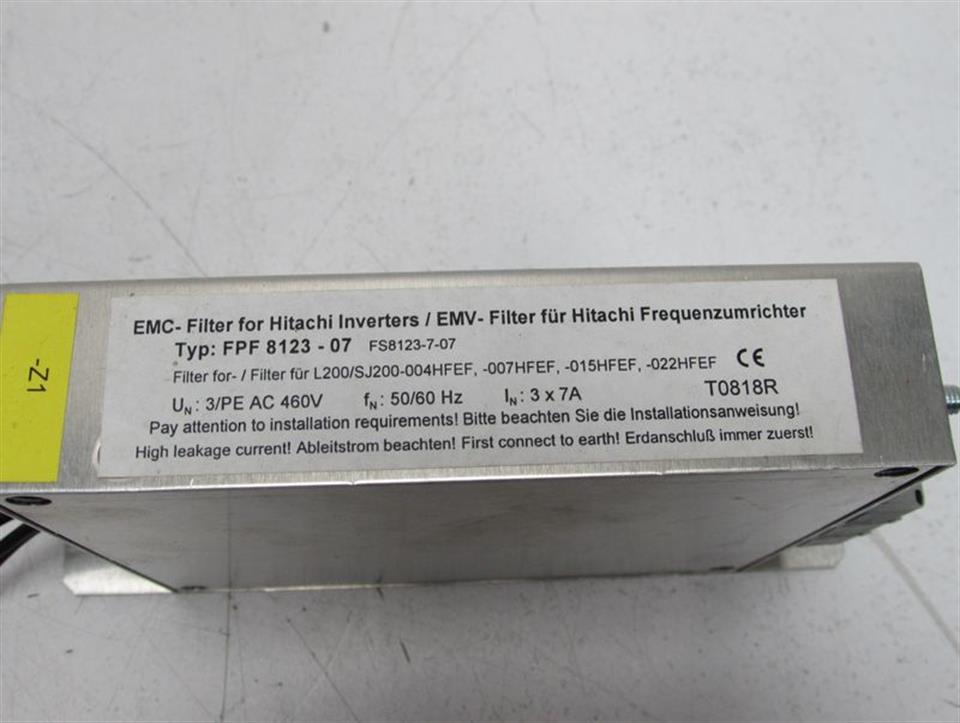 EMC- Filter for Hitachi Inverters / EMV- Filter für Hitachi Frequenzumrichter
Typ: FPF 8123 - 07 FS8123-7-07
Filter for- / Filter für L200/SJ200-004HFEF, -007HFEF, -015HFEF, -022HFEF CE
UN: 3/PE AC 460V fN: 50/60 Hz IN: 3 x 7A T0818R
Pay attention to installation requirements! Bitte beachten Sie die Installationsanweisung!
High leakage current! Ableitstrom beachten! First connect to earth! Erdanschluß immer zuerst!
-Z1